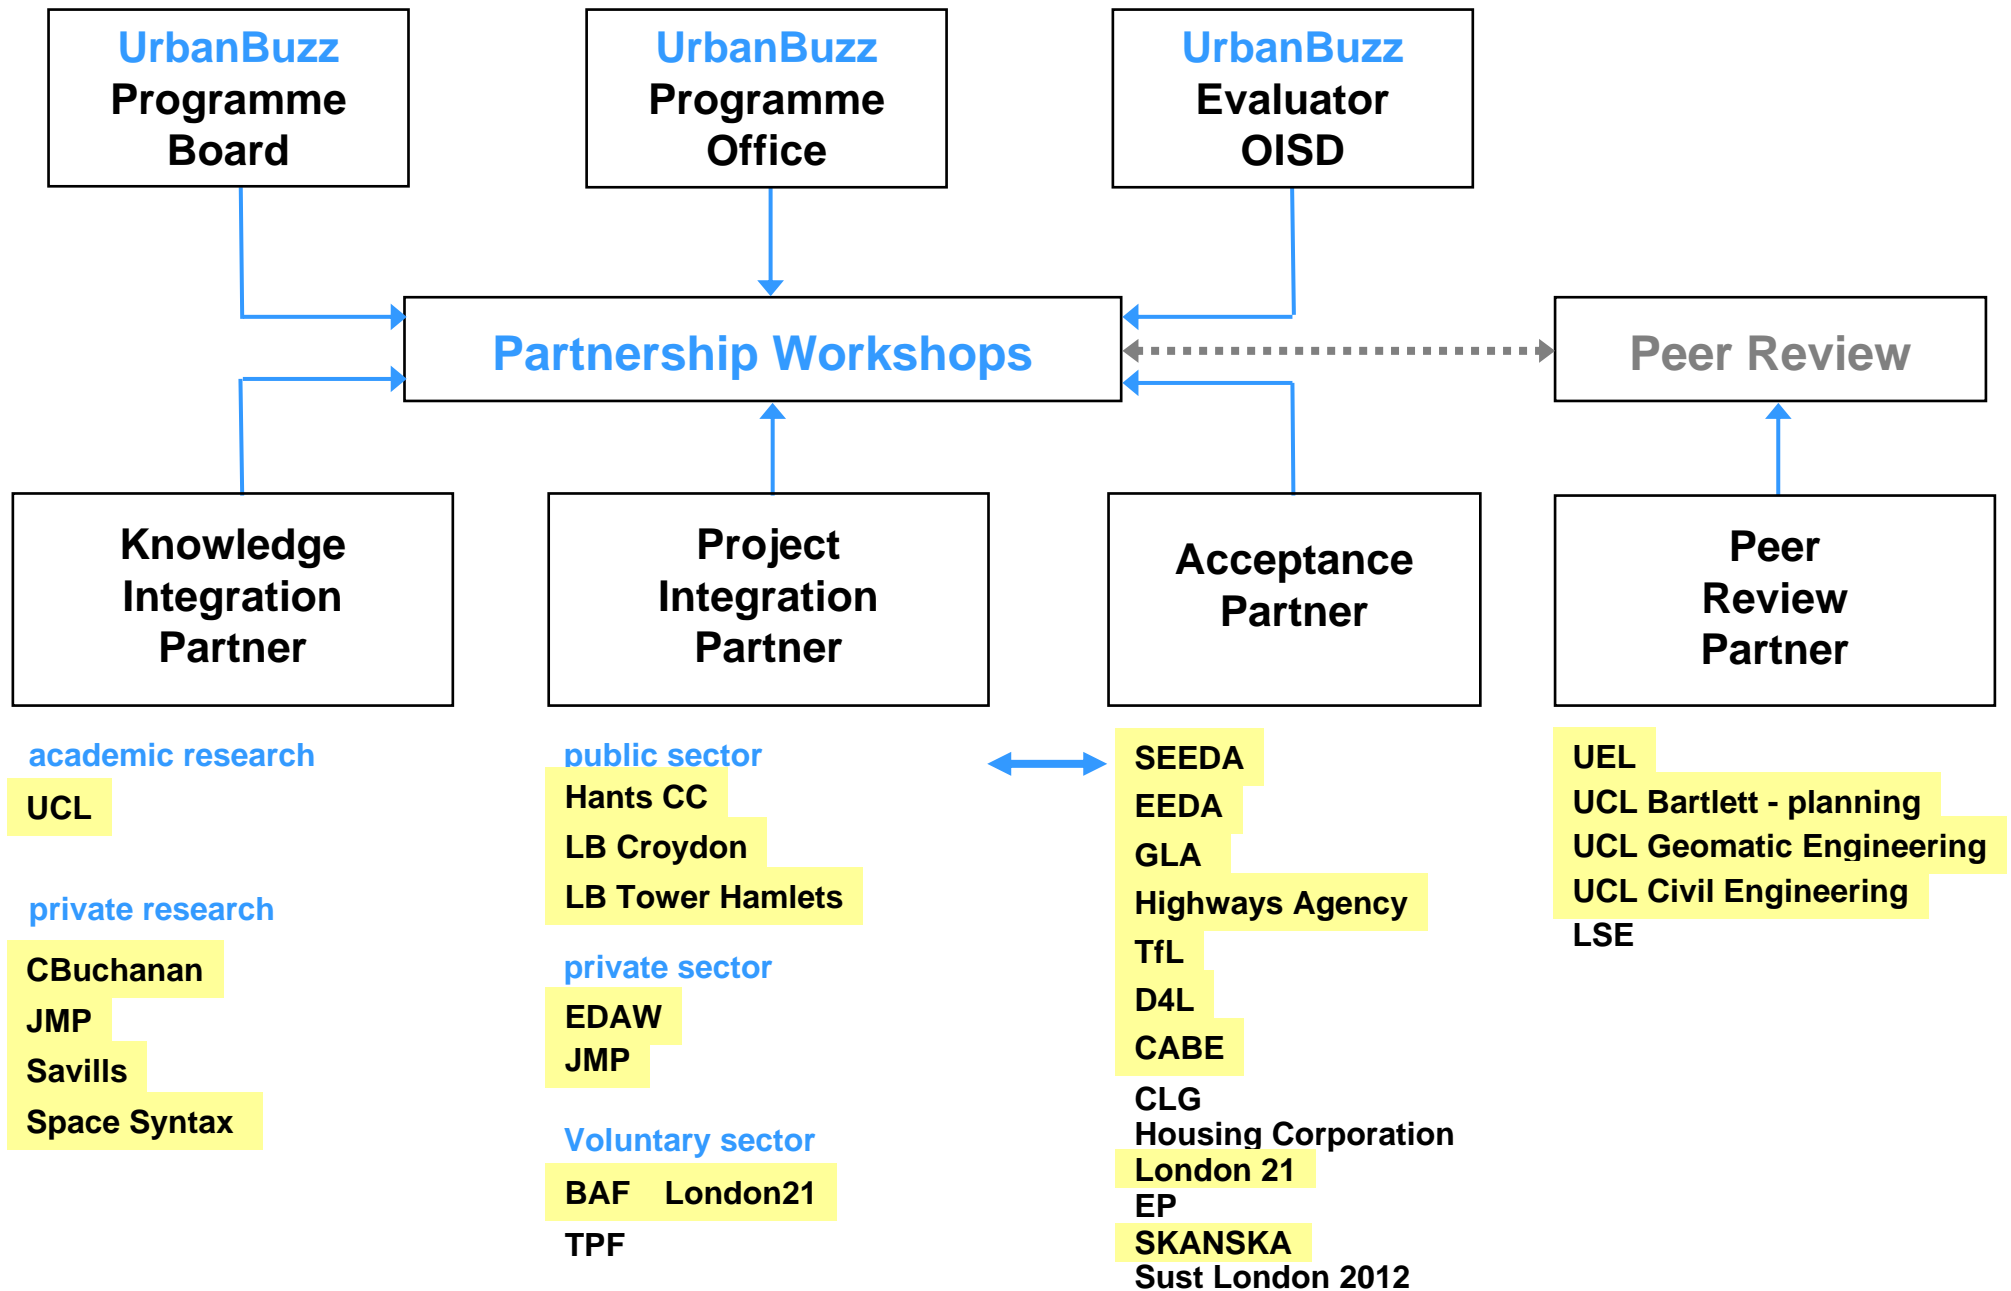 UrbanBuzz
Programme
Board
UrbanBuzz
Programme
Office
UrbanBuzz
Evaluator
OISD
Partnership Workshops
Peer Review
Knowledge
Integration
Partner
Project
Integration
Partner
Acceptance
Partner
Peer
Review
Partner
academic research
UCL
private research
CBuchanan
JMP
Savills
Space Syntax
public sector
Hants CC
LB Croydon
LB Tower Hamlets
private sector
EDAW
JMP
Voluntary sector
BAF London21
TPF
SEEDA
EEDA
GLA
Highways Agency
TfL
D4L
CABE
CLG
Housing Corporation
London 21
EP
SKANSKA
Sust London 2012
UEL
UCL Bartlett - planning
UCL Geomatic Engineering
UCL Civil Engineering
LSE